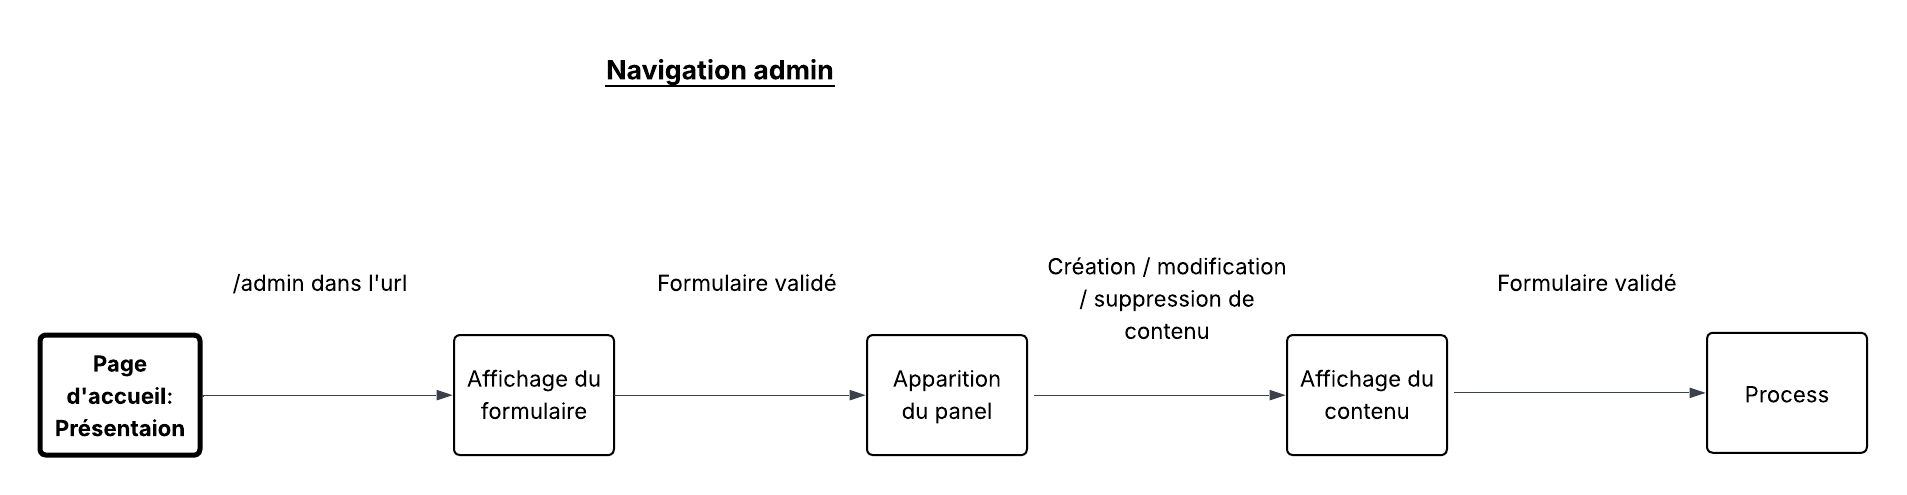 Navigation admin
/admin dans l'url
Formulaire validé
Création / modification
/ suppression de
contenu
Formulaire validé
Page
d'accueil:
Présentaion
Affichage du
formulaire
Apparition
du panel
Affichage du
contenu
Process